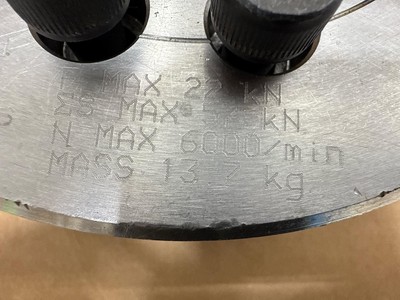 MAX 22 kN
ΣS MAX kN
N MAX 6000/min
MASS 13.7 kg